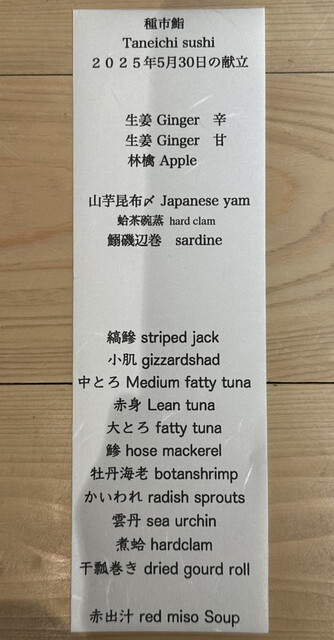 種市鮨
Taneichi sushi
２０２５年5月30日の献立
生姜 Ginger　辛
生姜 Ginger　甘
林檎 Apple
山芋昆布〆 Japanese yam
蛤茶碗蒸 hard clam
鰯磯辺巻　sardine
縞鯵 striped jack
小肌 gizzardshad
中とろ Medium fatty tuna
赤身 Lean tuna
大とろ fatty tuna
鯵 hose mackerel
牡丹海老 botanshrimp
かいわれ radish sprouts
雲丹 sea urchin
煮蛤 hardclam
干瓢巻き dried gourd roll
赤出汁 red miso Soup